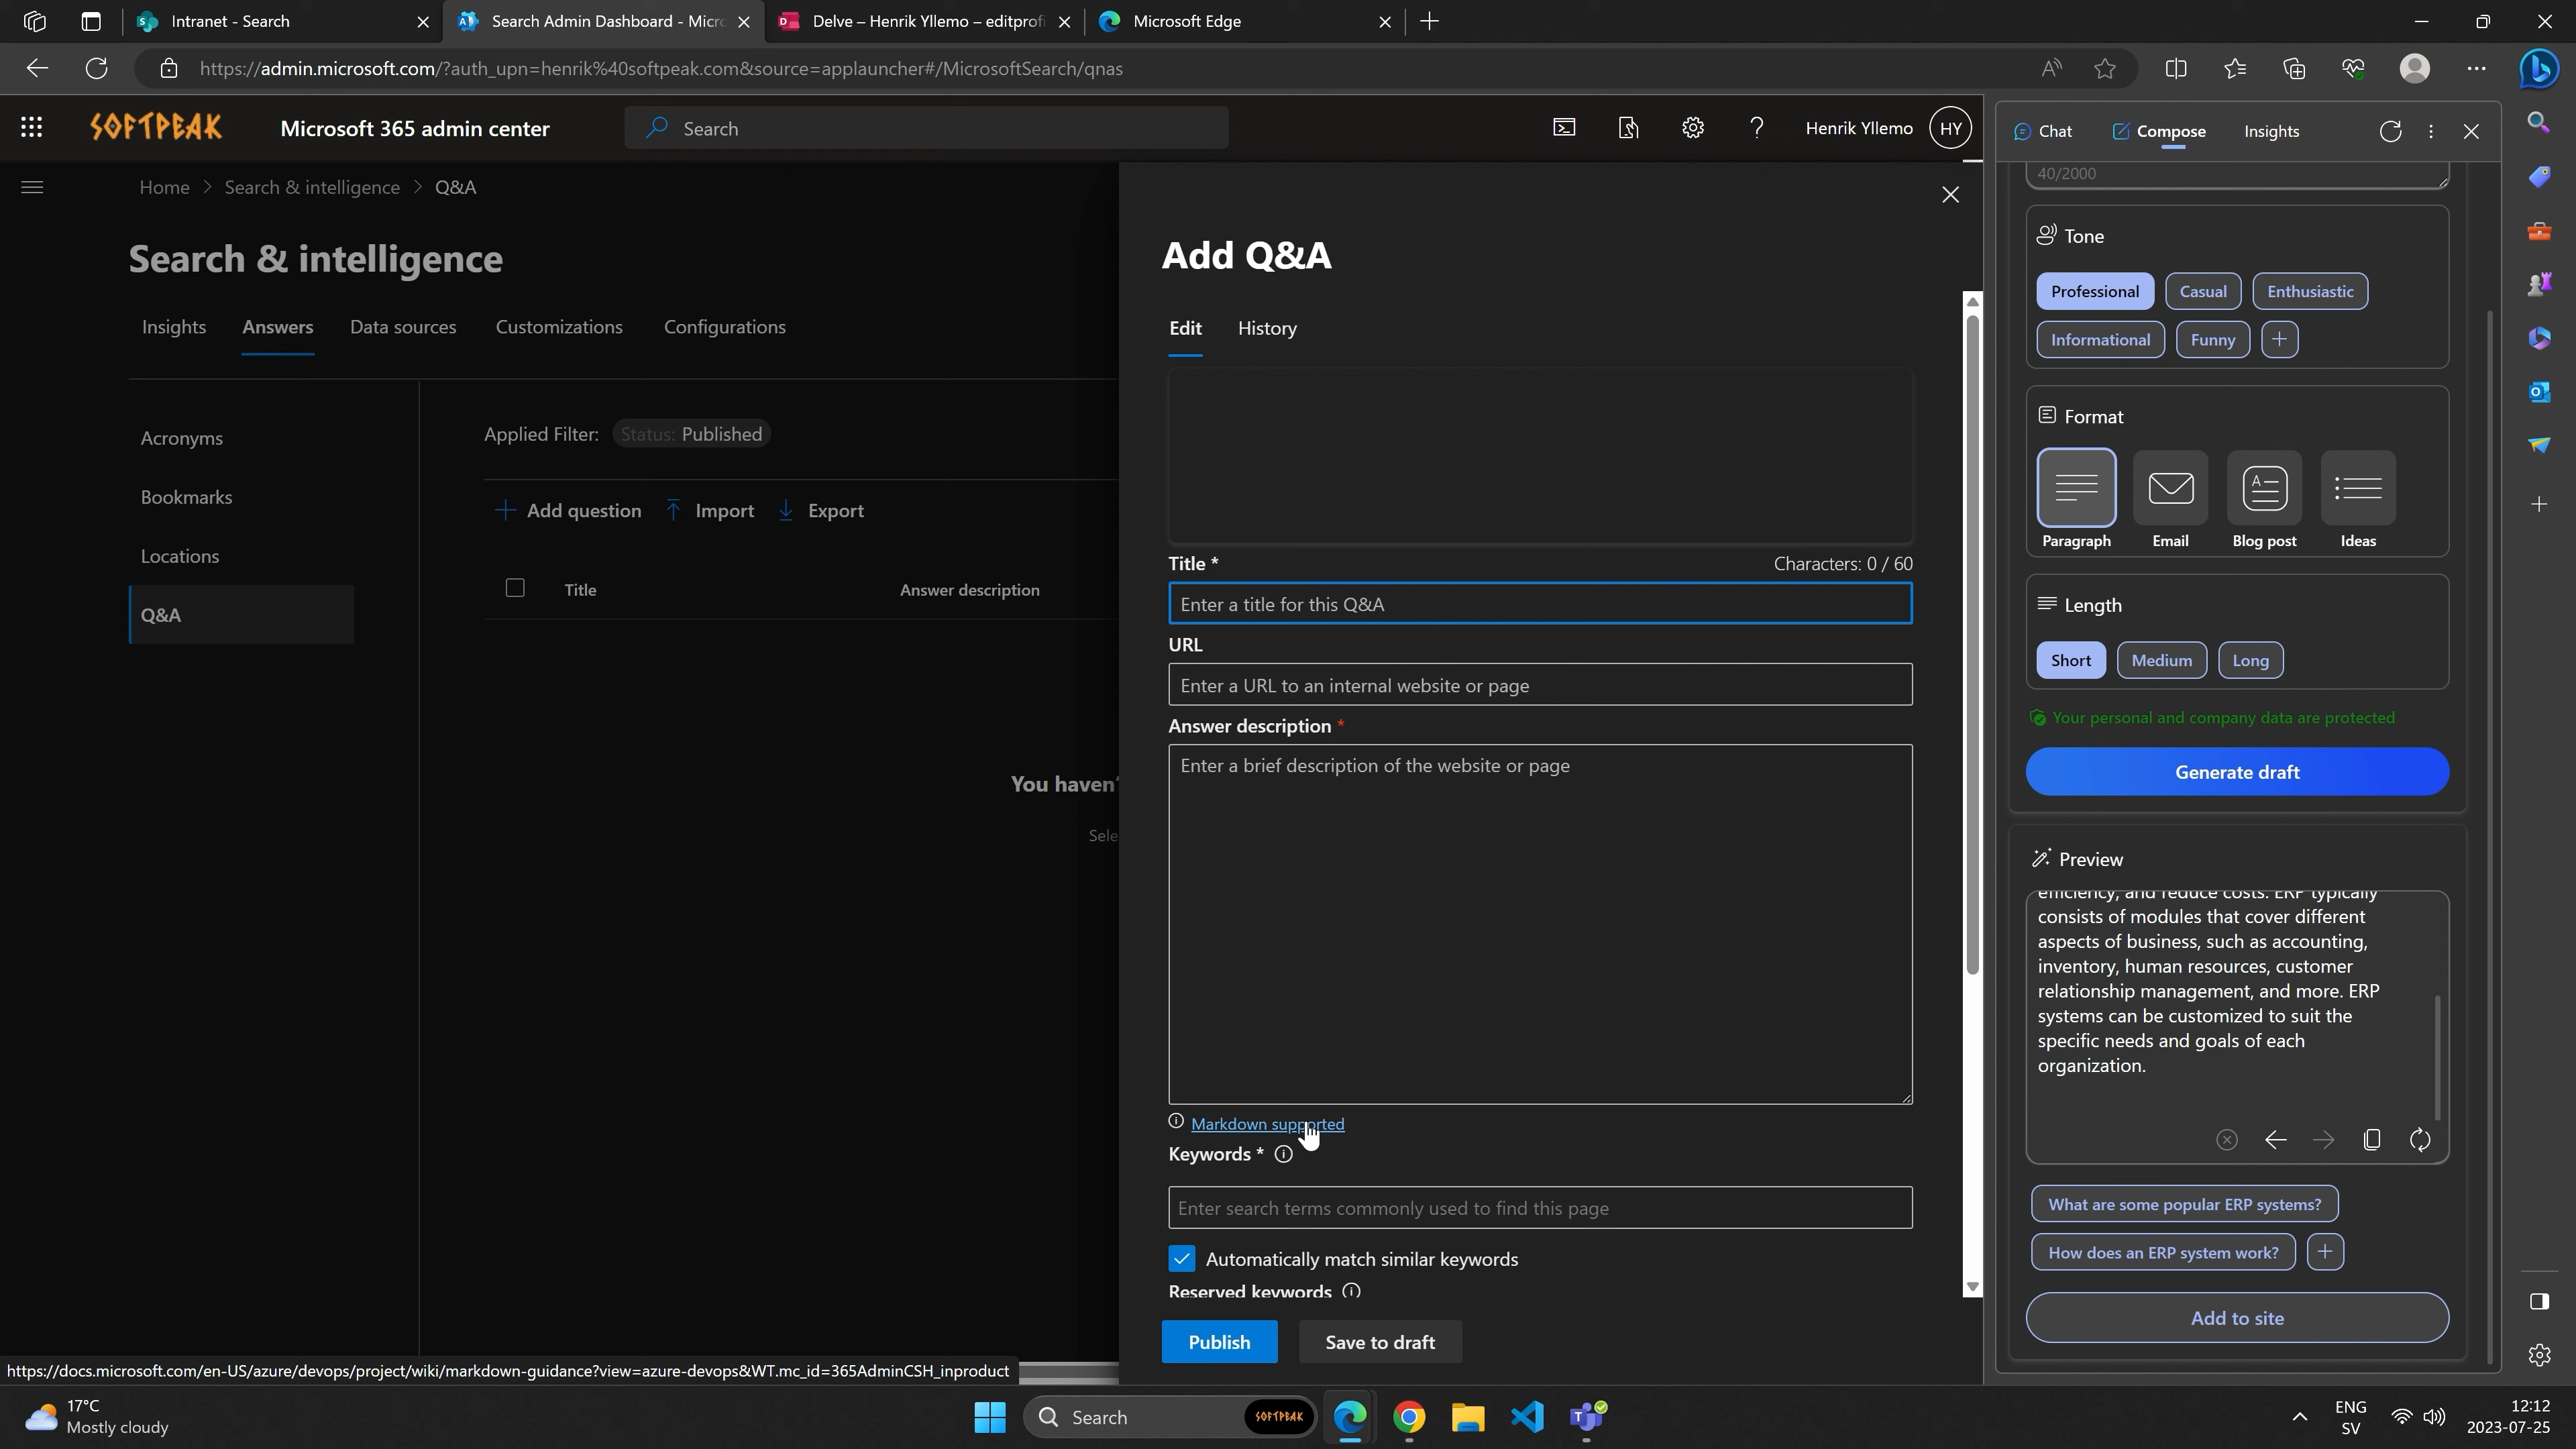 Intranet - Search
Search Admin Dashboard - Micro
Delve – Henrik Yllemo – editprofi
Microsoft Edge
https://admin.microsoft.com/?auth_upn=henrik%40softpeak.com&source=applauncher#/MicrosoftSearch/qnas
SOFTPEAK
Microsoft 365 admin center
Search
Henrik Yllemo
HY
Home > Search & intelligence > Q&A
Search & intelligence
Insights
Answers
Data sources
Customizations
Configurations
Acronyms
Bookmarks
Locations
Q&A
Applied Filter: Status: Published
Add question
Import
Export
Title
Answer description
You haven'
Sele
Add Q&A
Edit
History
Title *
Characters: 0 / 60
Enter a title for this Q&A
URL
Enter a URL to an internal website or page
Answer description *
Enter a brief description of the website or page
Markdown supported
Keywords *
Enter search terms commonly used to find this page
Automatically match similar keywords
Reserved keywords
Publish
Save to draft
Chat
Compose
Insights
40/2000
Tone
Professional
Casual
Enthusiastic
Informational
Funny
Format
Paragraph
Email
Blog post
Ideas
Length
Short
Medium
Long
Your personal and company data are protected
Generate draft
Preview
efficiency, and reduce costs. ERP typically
consists of modules that cover different
aspects of business, such as accounting,
inventory, human resources, customer
relationship management, and more. ERP
systems can be customized to suit the
specific needs and goals of each
organization.
What are some popular ERP systems?
How does an ERP system work?
Add to site
https://docs.microsoft.com/en-US/azure/devops/project/wiki/markdown-guidance?view=azure-devops&WT.mc_id=365AdminCSH_inproduct
17°C
Mostly cloudy
Search
SOFTPEAK
ENG
SV
12:12
2023-07-25